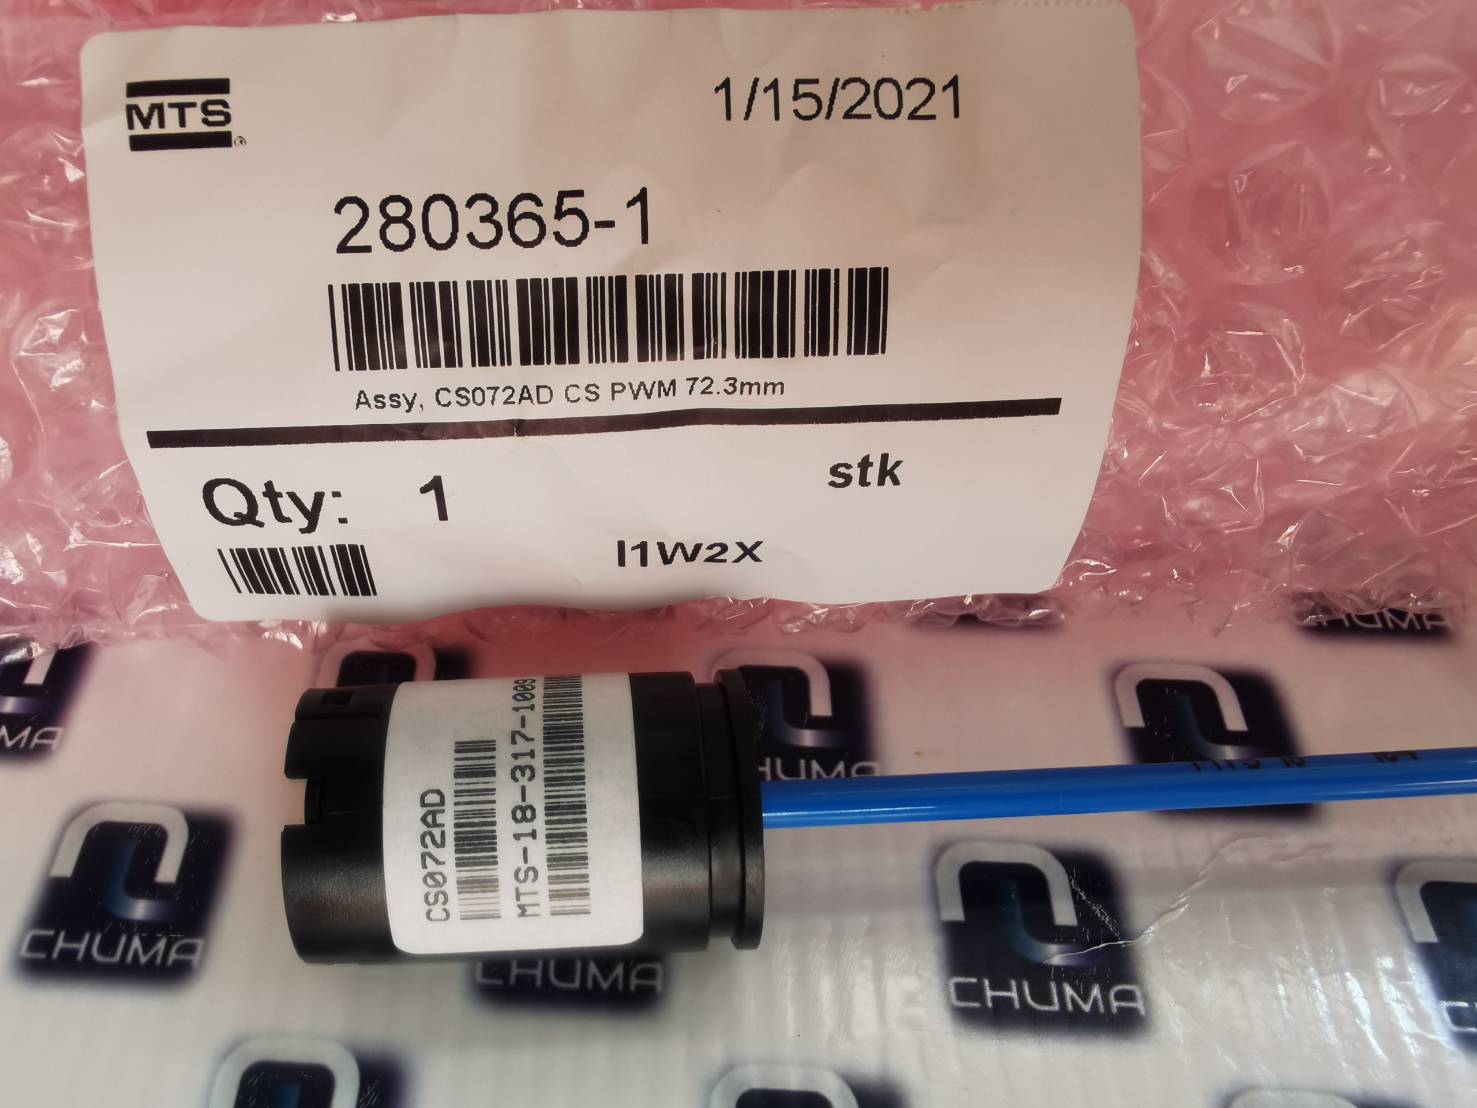 MTS
1/15/2021
280365-1
Assy, CS072AD CS PWM 72.3mm
Qty: 1
stk
I1W2X
CS072AD
MTS-18-317-1009
CHUMA
CHUMA
CHUMA
CHUMA